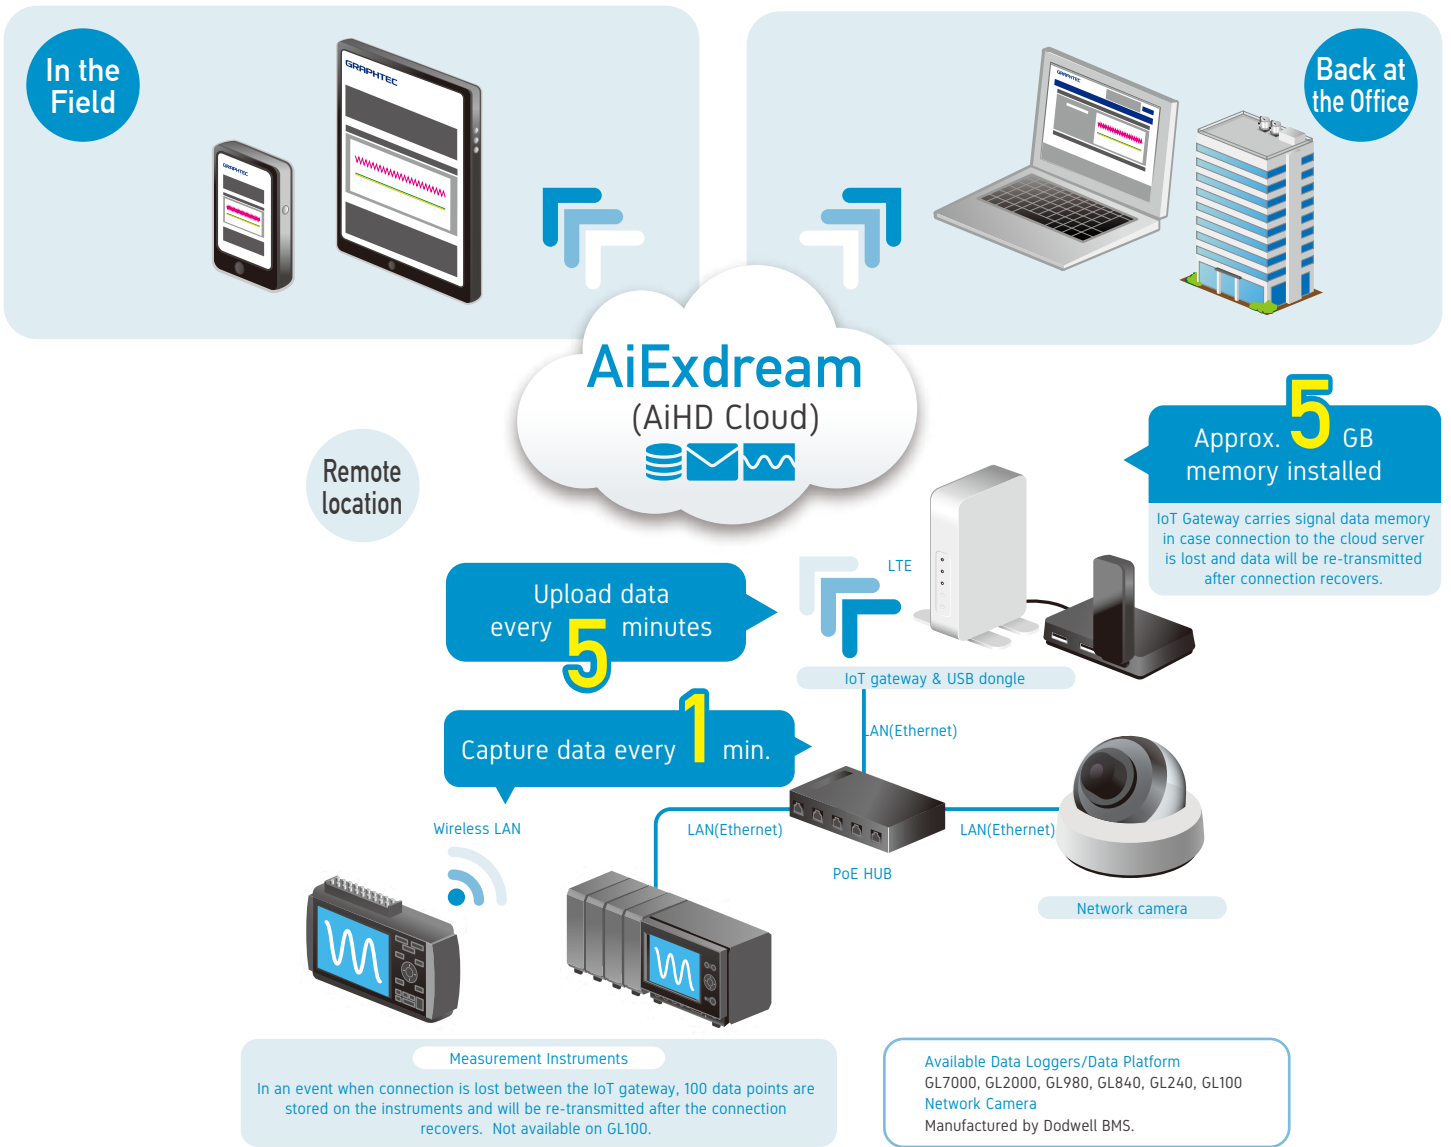 In the
Field
GRAPHTEC
GRAPHTEC
GRAPHTEC
Back at
the Office
AiExdream
(AiHD Cloud)
Remote
location
Approx. 5 GB
memory installed
IoT Gateway carries signal data memory
in case connection to the cloud server
is lost and data will be re-transmitted
after connection recovers.
LTE
Upload data
every 5 minutes
IoT gateway & USB dongle
LAN(Ethernet)
Capture data every 1 min.
Wireless LAN
LAN(Ethernet)
LAN(Ethernet)
PoE HUB
Network camera
Measurement Instruments
In an event when connection is lost between the IoT gateway, 100 data points are
stored on the instruments and will be re-transmitted after the connection
recovers. Not available on GL100.
Available Data Loggers/Data Platform
GL7000, GL2000, GL980, GL840, GL240, GL100
Network Camera
Manufactured by Dodwell BMS.